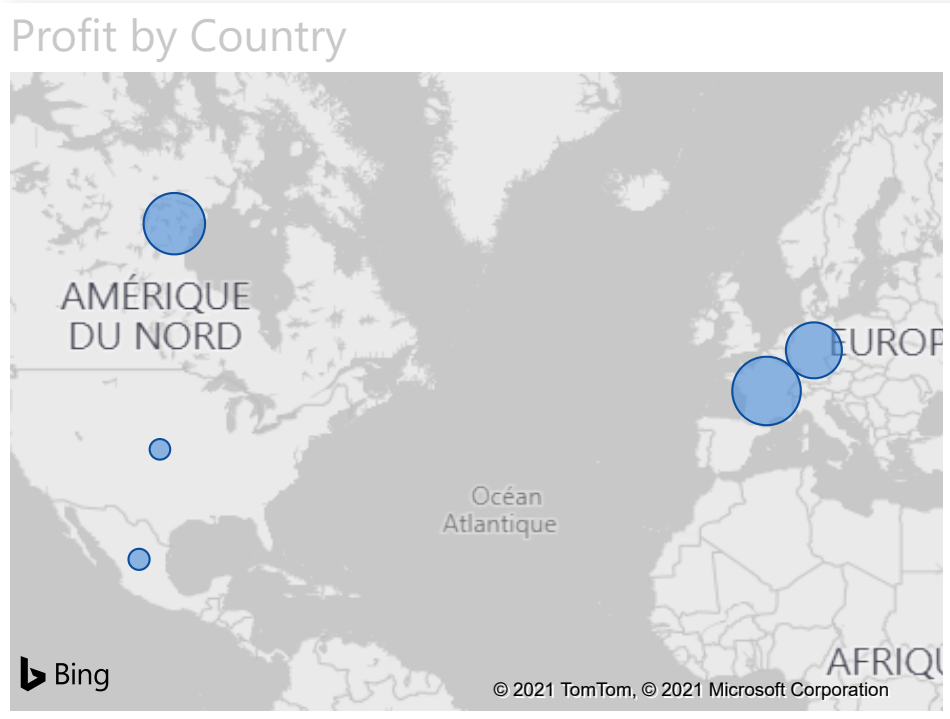 Profit by Country
AMÉRIQUE
DU NORD
EUROP
Océan
Atlantique
AFRIQU
Bing
© 2021 TomTom, © 2021 Microsoft Corporation